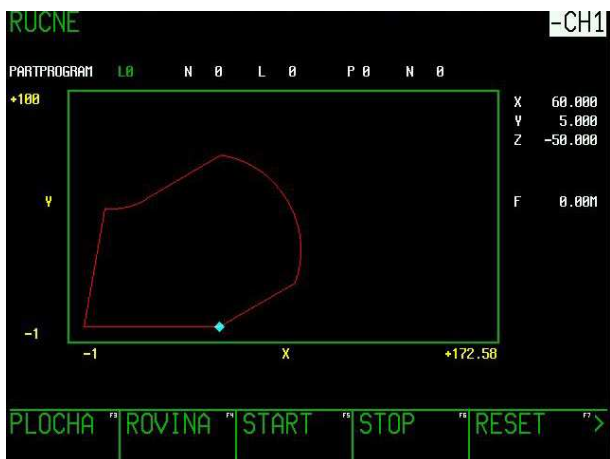 RUCNE -CH1
PARTPROGRAM L0 N 0 L 0 P 0 N 0
+100
X 60.000
Y 5.000
Z -50.000
Y
F 0.00M
-1
-1 X +172.58
PLOCHA F3 ROVINA F4 START F5 STOP F6 RESET F7 >